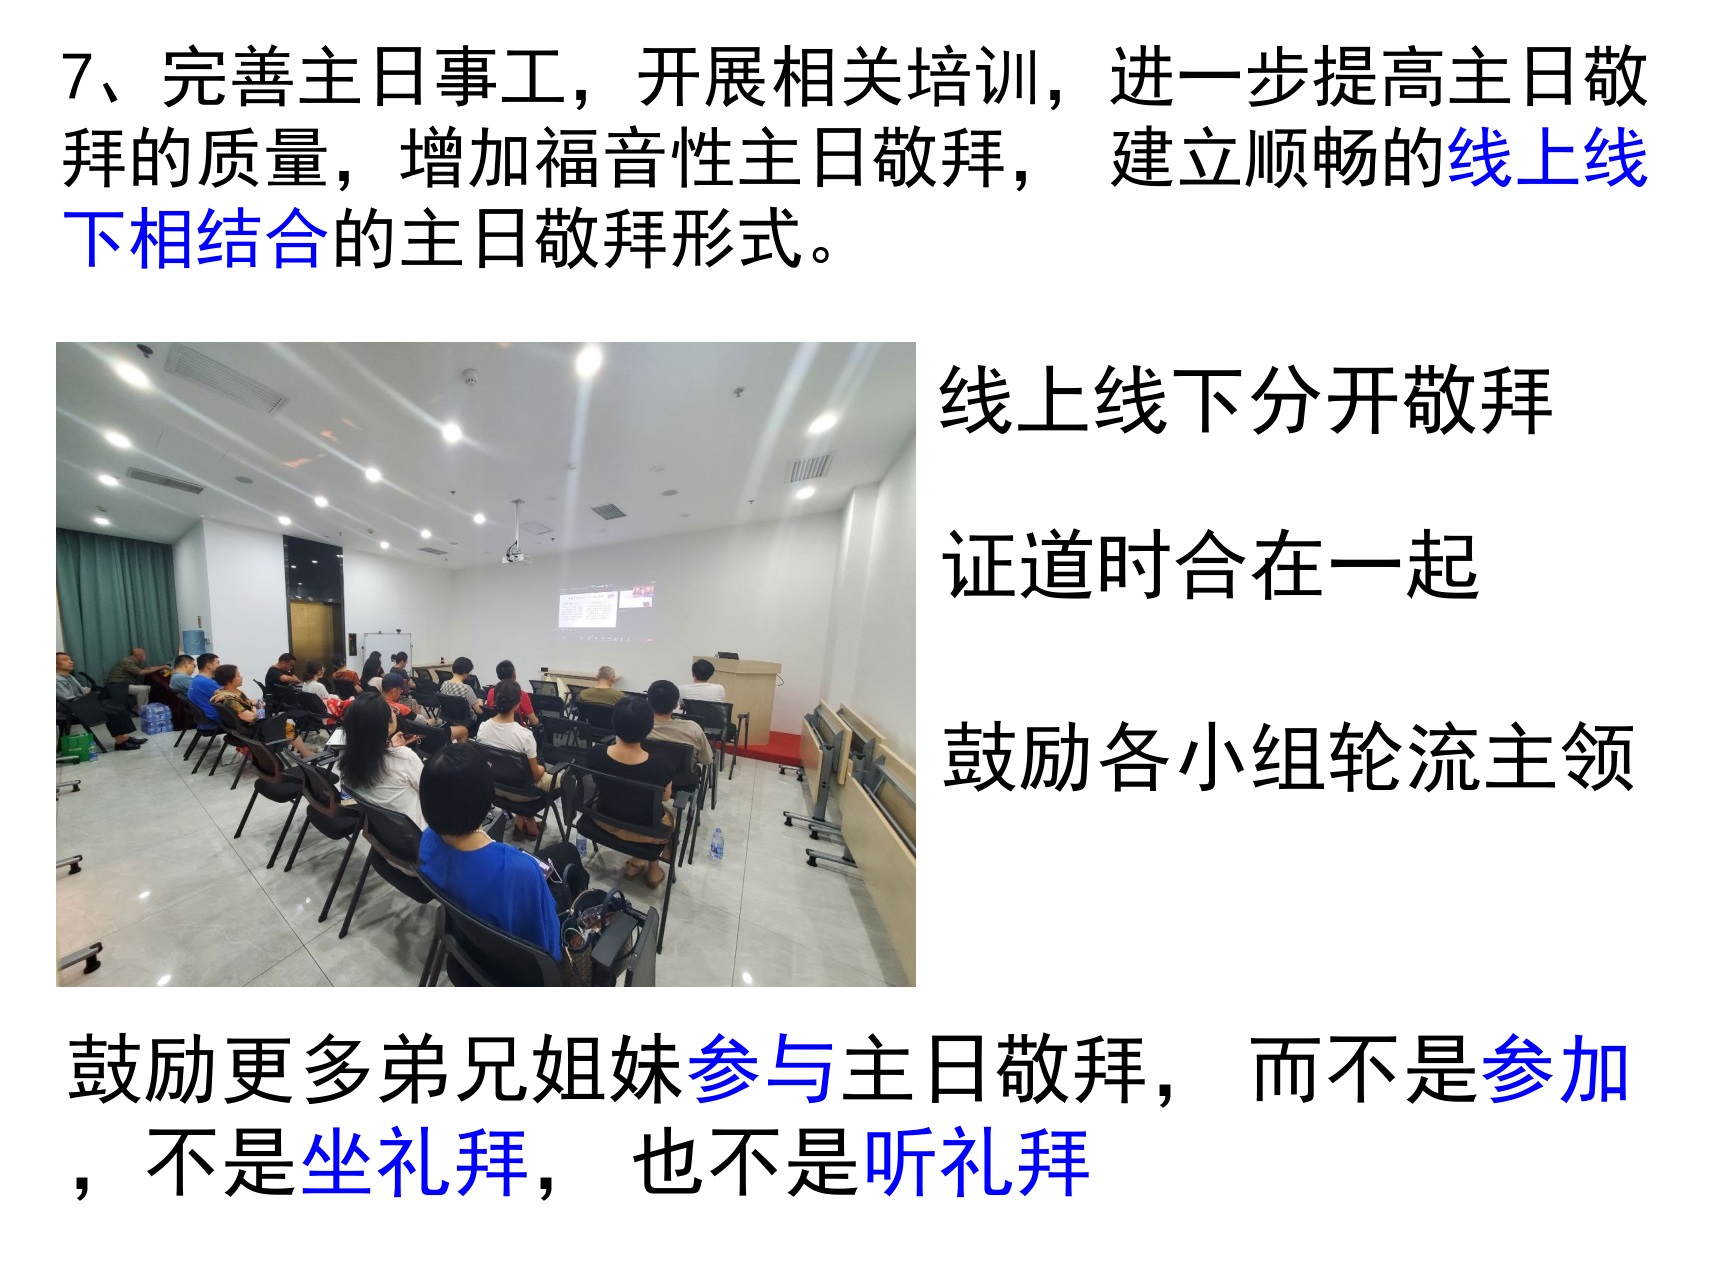 7、完善主日事工，开展相关培训，进一步提高主日敬
拜的质量，增加福音性主日敬拜， 建立顺畅的线上线
下相结合的主日敬拜形式。
线上线下分开敬拜
证道时合在一起
鼓励各小组轮流主领
鼓励更多弟兄姐妹参与主日敬拜， 而不是参加
，不是坐礼拜， 也不是听礼拜